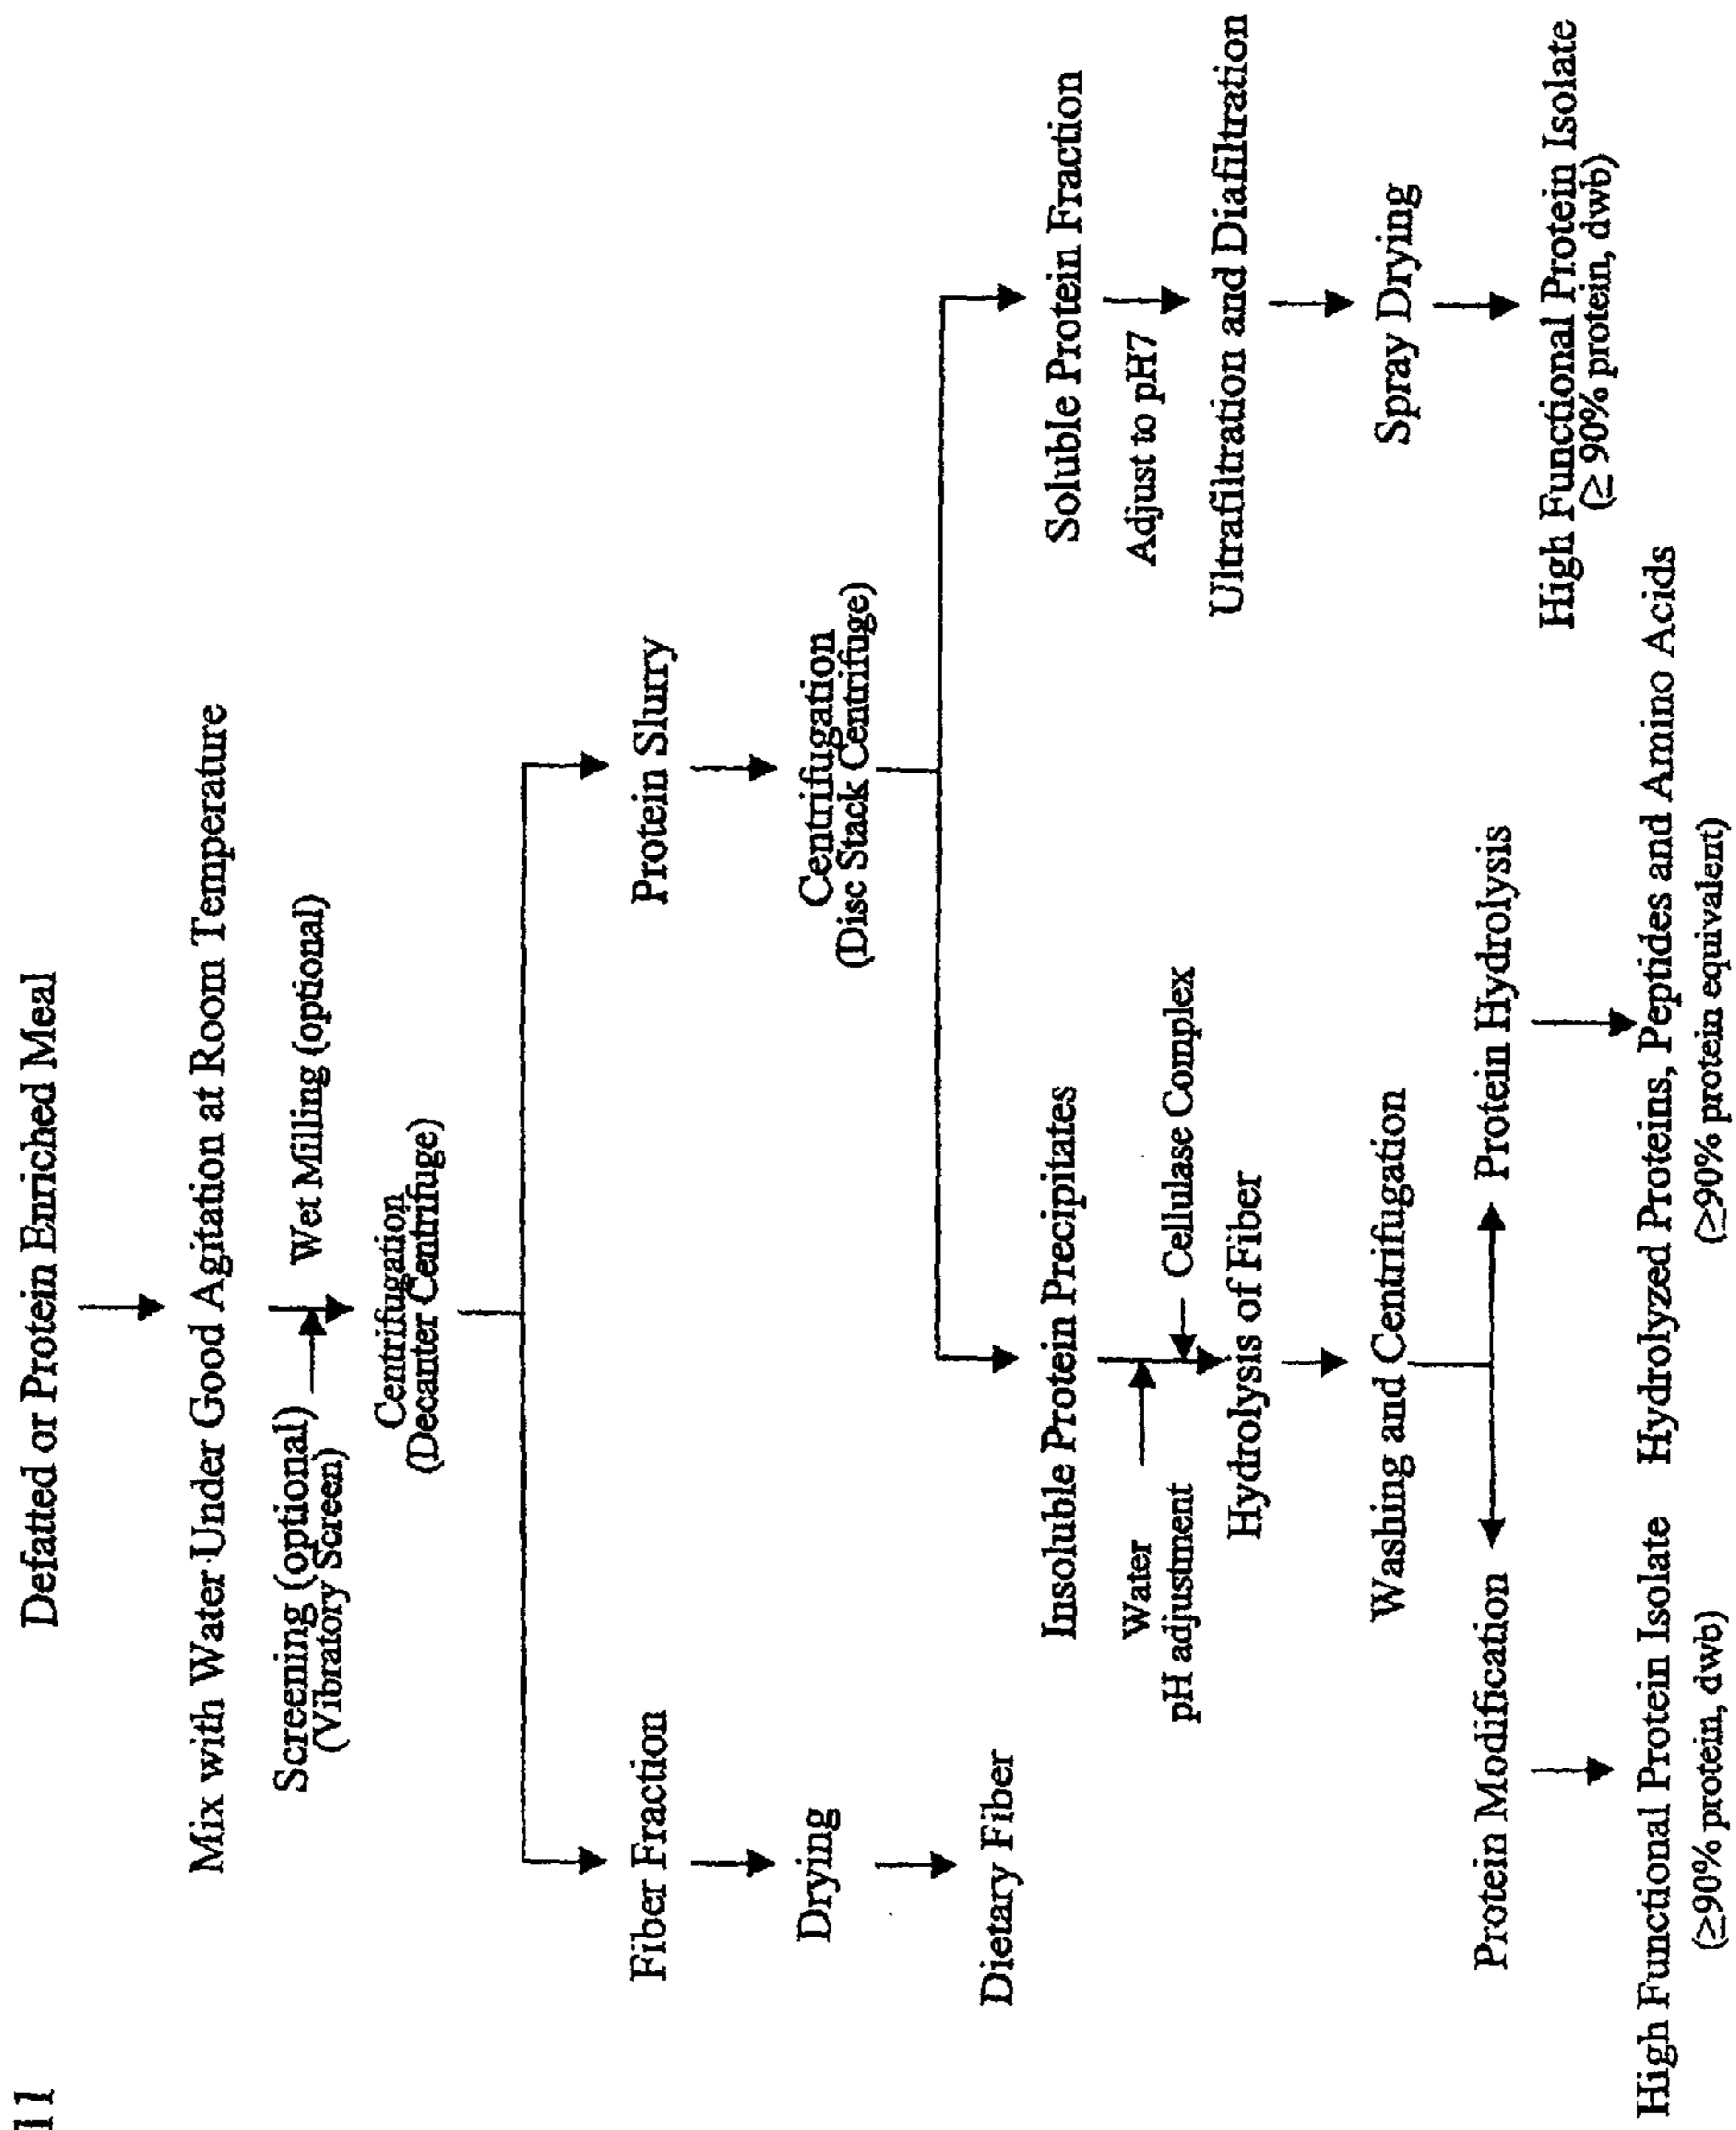 11
Defatted or Protein Enriched Meal
Mix with Water Under Good Agitation at Room Temperature
Screening (optional)
(Vibratory Screen)
Wet Milling (optional)
Centrifugation
(Decanter Centrifuge)
Fiber Fraction
Protein Slurry
Drying
Centrifugation
(Disc Stack Centrifuge)
Dietary Fiber
Insoluble Protein Precipitates
Soluble Protein Fraction
Water
pH adjustment
Cellulase Complex
Adjust to pH7
Hydrolysis of Fiber
Ultrafiltration and Diafiltration
Washing and Centrifugation
Spray Drying
Protein Modification
Protein Hydrolysis
High Functional Protein Isolate
(≥ 90% protein, dwb)
High Functional Protein Isolate
(≥90% protein, dwb)
Hydrolyzed Proteins, Peptides and Amino Acids
(≥90% protein equivalent)